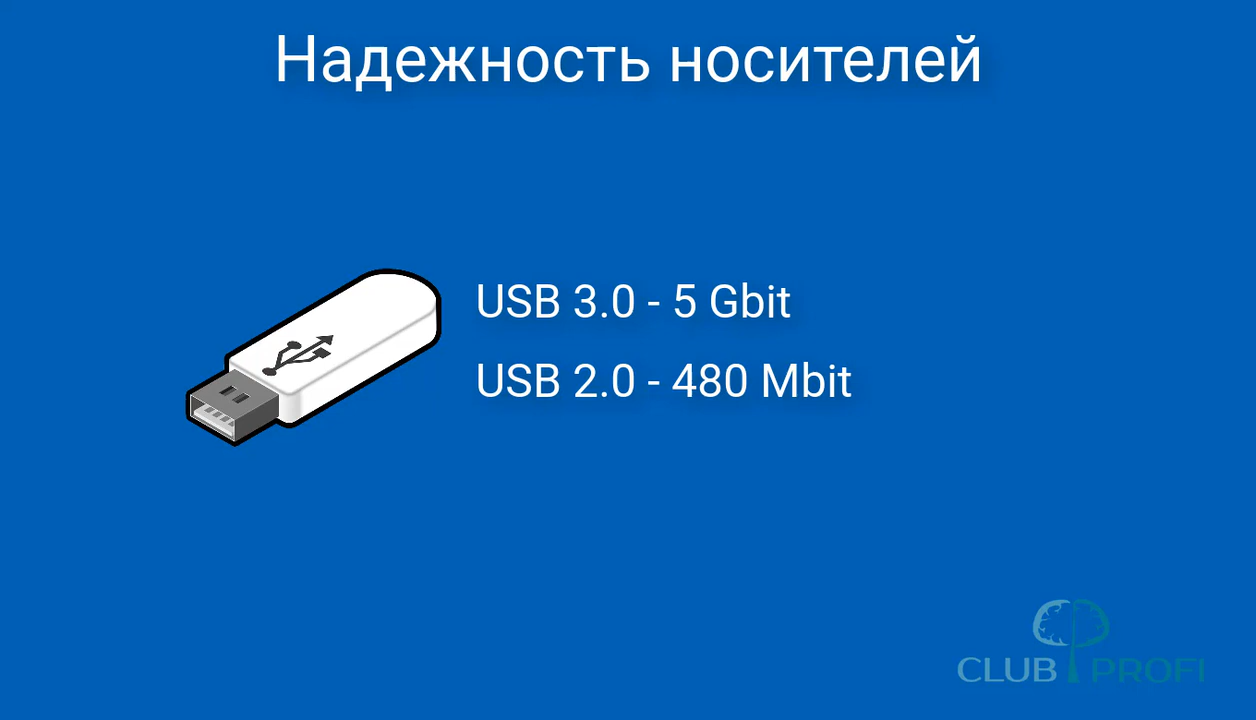 Надежность носителей
USB 3.0 - 5 Gbit
USB 2.0 - 480 Mbit
CLUB PROFI